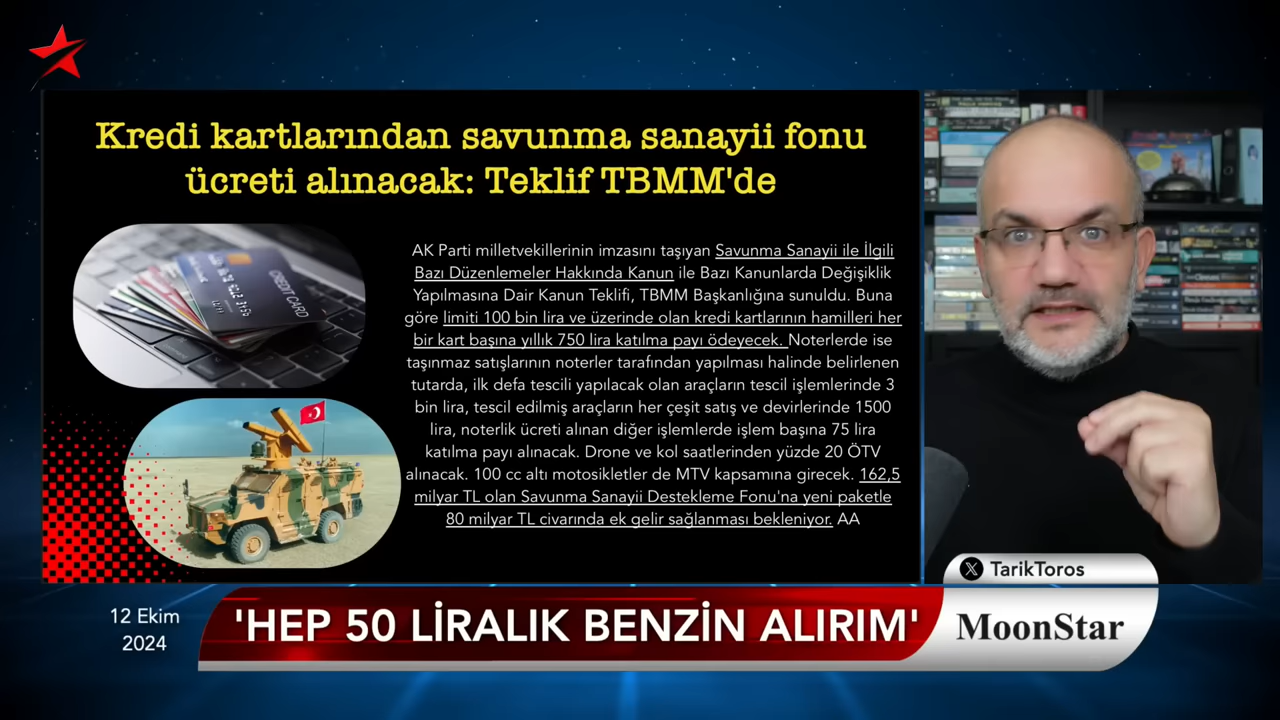 Kredi kartlarından savunma sanayii fonu
ücreti alınacak: Teklif TBMM'de
AK Parti milletvekillerinin imzasını taşıyan Savunma Sanayii ile İlgili
Bazı Düzenlemeler Hakkında Kanun ile Bazı Kanunlarda Değişiklik
Yapılmasına Dair Kanun Teklifi, TBMM Başkanlığına sunuldu. Buna
göre limiti 100 bin lira ve üzerinde olan kredi kartlarının hamilleri her
bir kart başına yıllık 750 lira katılma payı ödeyecek. Noterlerde ise
taşınmaz satışlarının noterler tarafından yapılması halinde belirlenen
tutarda, ilk defa tescili yapılacak olan araçların tescil işlemlerinde 3
bin lira, tescil edilmiş araçların her çeşit satış ve devirlerinde 1500
lira, noterlik ücreti alınan diğer işlemlerde işlem başına 75 lira
katılma payı alınacak. Drone ve kol saatlerinden yüzde 20 ÖTV
alınacak. 100 cc altı motosikletler de MTV kapsamına girecek. 162,5
milyar TL olan Savunma Sanayii Destekleme Fonu'na yeni paketle
80 milyar TL civarında ek gelir sağlanması bekleniyor. AA
CREDIT CARD
TarikToros
12 Ekim
2024
'HEP 50 LİRALIK BENZİN ALIRIM'
MoonStar